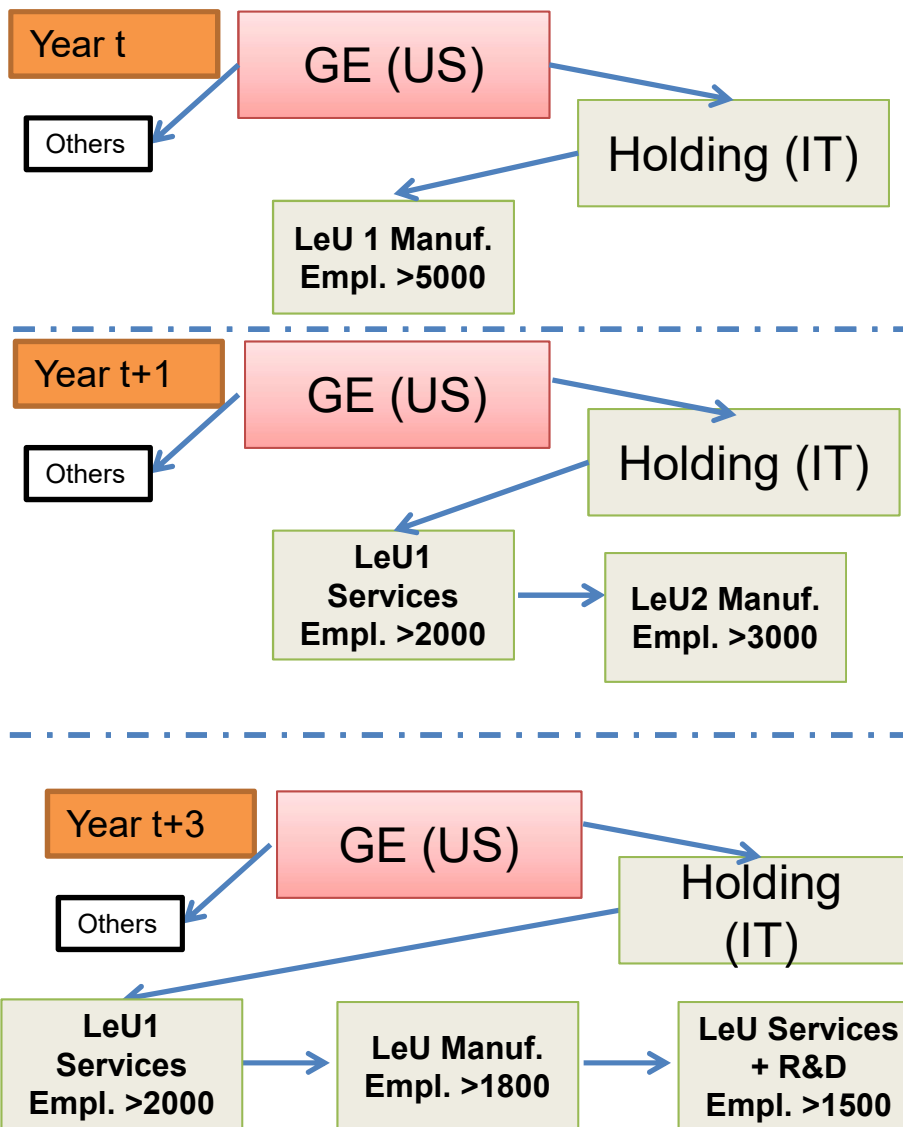 Year t
GE (US)
Others
Holding (IT)
LeU 1 Manuf.
Empl. >5000
Year t+1
GE (US)
Others
Holding (IT)
LeU1
Services
Empl. >2000
LeU2 Manuf.
Empl. >3000
Year t+3
GE (US)
Others
Holding
(IT)
LeU1
Services
Empl. >2000
LeU Manuf.
Empl. >1800
LeU Services
+ R&D
Empl. >1500